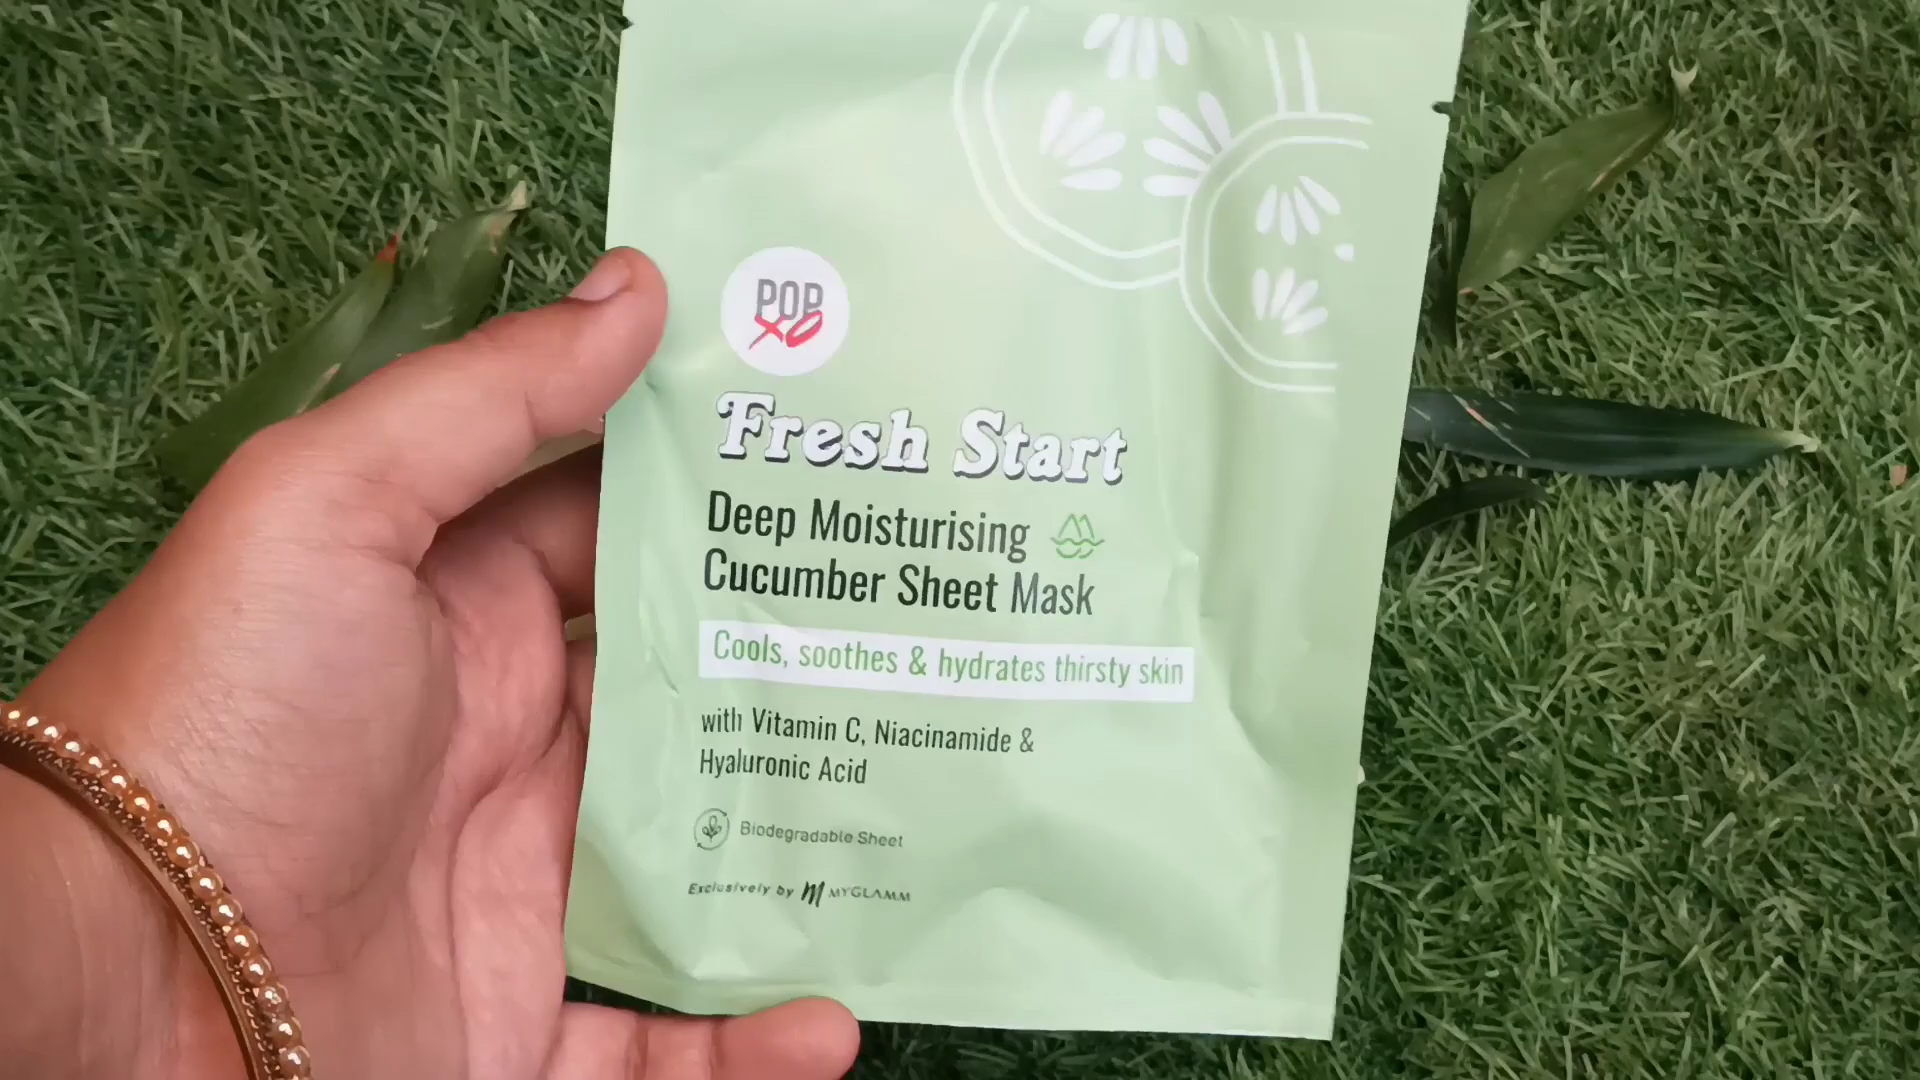 POP
XO
Fresh Start
Deep Moisturising
Cucumber Sheet Mask
Cools, soothes & hydrates thirsty skin
with Vitamin C, Niacinamide &
Hyaluronic Acid
Biodegradable Sheet
Exclusively by M MYGLAMM